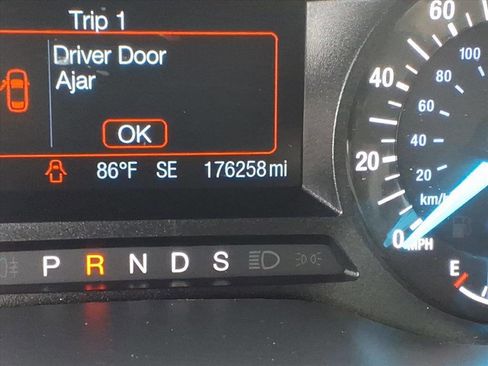 Trip 1
Driver Door
Ajar
OK
86°F SE 176258 mi
P R N D S
60
40
20
0
MPH
100
80
60
40
20
km/h
E